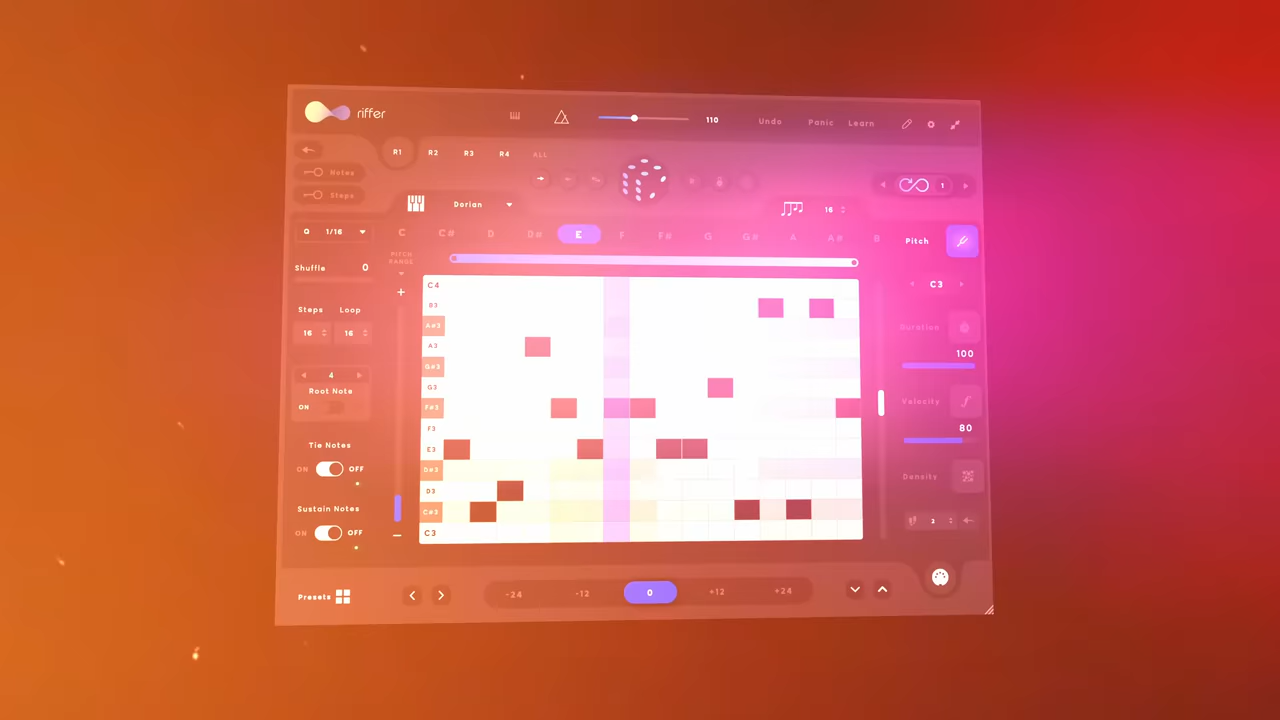 riffer
110
Undo
Panic
Learn
R1
R2
R3
R4
ALL
Notes
Steps
1
Dorian
16
Q 1/16
C
C#
D
D#
E
F
F#
G
G#
A
A#
B
Pitch
PITCH RANGE
Shuffle 0
C3
Steps
Loop
16
16
C4
B3
A#3
A3
G#3
G3
F#3
F3
E3
D#3
D3
C#3
C3
4
Root Note
ON
Tie Notes
ON
OFF
Sustain Notes
ON
OFF
Duration
100
Velocity
80
Density
Presets
-24
-12
0
+12
+24